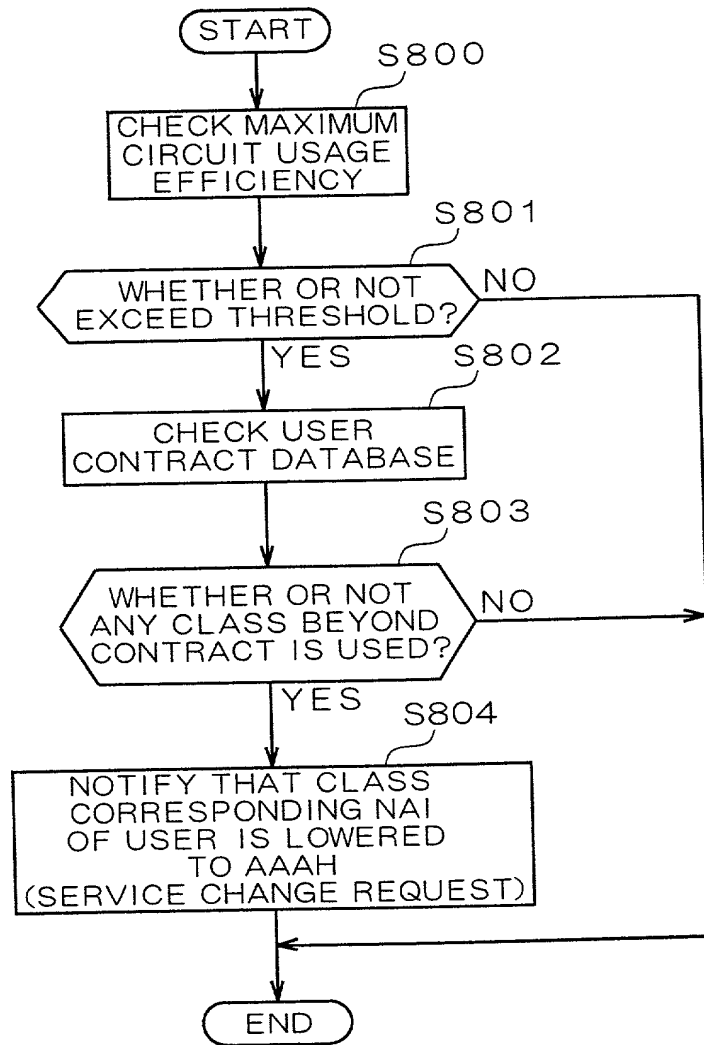 START
S800
CHECK MAXIMUM
CIRCUIT USAGE
EFFICIENCY
S801
WHETHER OR NOT
EXCEED THRESHOLD?
NO
YES
S802
CHECK USER
CONTRACT DATABASE
S803
WHETHER OR NOT
ANY CLASS BEYOND
CONTRACT IS USED?
NO
YES
S804
NOTIFY THAT CLASS
CORRESPONDING NAI
OF USER IS LOWERED
TO AAAH
(SERVICE CHANGE REQUEST)
END